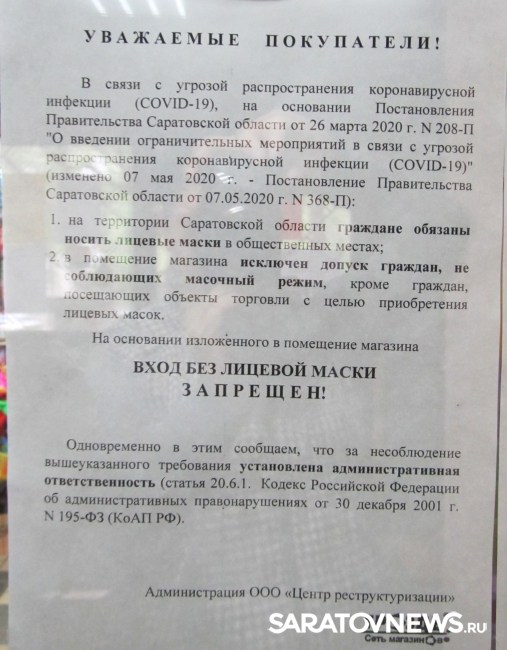 УВАЖАЕМЫЕ ПОКУПАТЕЛИ!
В связи с угрозой распространения коронавирусной
инфекции (COVID-19), на основании Постановления
Правительства Саратовской области от 26 марта 2020 г. N 208-П
"О введении ограничительных мероприятий в связи с угрозой
распространения коронавирусной инфекции (COVID-19)"
(изменено 07 мая 2020 г. - Постановление Правительства
Саратовской области от 07.05.2020 г. N 368-П):
1. на территории Саратовской области граждане обязаны
носить лицевые маски в общественных местах;
2. в помещение магазина исключен допуск граждан, не
соблюдающих масочный режим, кроме граждан,
посещающих объекты торговли с целью приобретения
лицевых масок.
На основании изложенного в помещение магазина
ВХОД БЕЗ ЛИЦЕВОЙ МАСКИ
ЗАПРЕЩЕН!
Одновременно в этим сообщаем, что за несоблюдение
вышеуказанного требования установлена административная
ответственность (статья 20.6.1. Кодекс Российской Федерации
об административных правонарушениях от 30 декабря 2001 г.
N 195-ФЗ (КоАП РФ).
Администрация ООО «Центр реструктуризации»
SARATOVNEWS.RU
Сеть магазинов